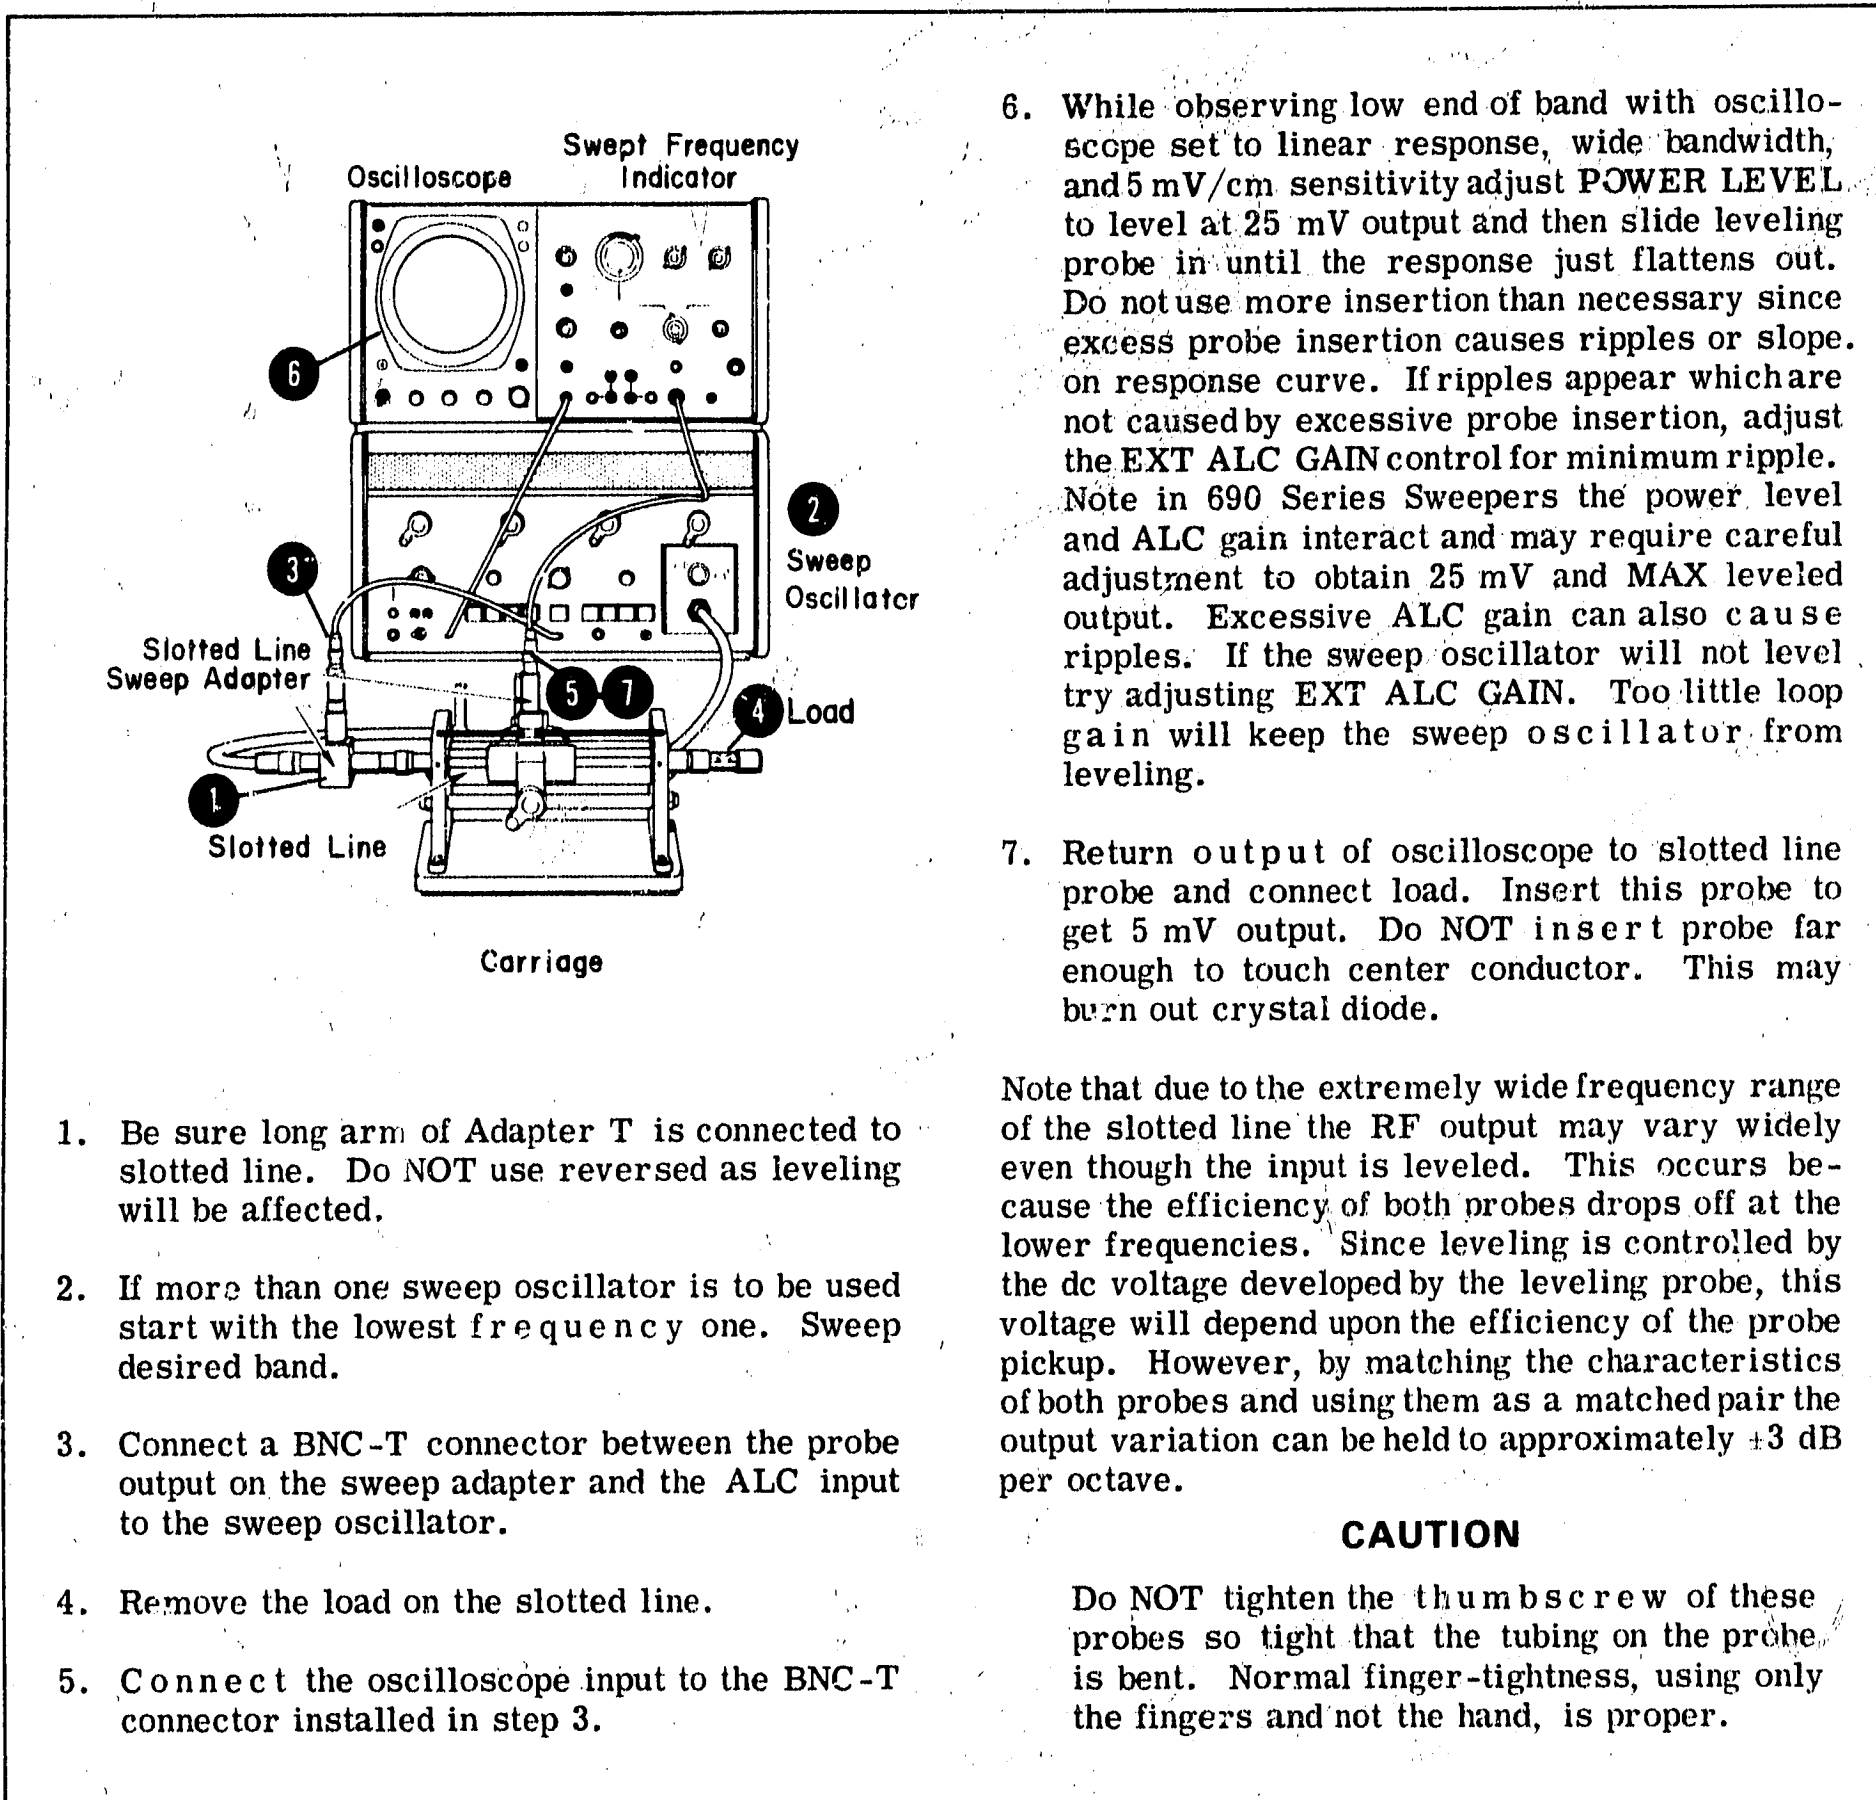 Swept Frequency
Indicator
Oscilloscope
6
2
Sweep
Oscillator
3
Slotted Line
Sweep Adapter
5
7
4
Load
1
Slotted Line
Carriage
1. Be sure long arm of Adapter T is connected to
slotted line. Do NOT use reversed as leveling
will be affected.
2. If more than one sweep oscillator is to be used
start with the lowest frequency one. Sweep
desired band.
3. Connect a BNC-T connector between the probe
output on the sweep adapter and the ALC input
to the sweep oscillator.
4. Remove the load on the slotted line.
5. Connect the oscilloscope input to the BNC-T
connector installed in step 3.
6. While observing low end of band with oscillo-
scope set to linear response, wide bandwidth,
and 5 mV/cm sensitivity adjust POWER LEVEL
to level at 25 mV output and then slide leveling
probe in until the response just flattens out.
Do not use more insertion than necessary since
excess probe insertion causes ripples or slope.
on response curve. If ripples appear which are
not caused by excessive probe insertion, adjust
the EXT ALC GAIN control for minimum ripple.
Note in 690 Series Sweepers the power level
and ALC gain interact and may require careful
adjustment to obtain 25 mV and MAX leveled
output. Excessive ALC gain can also cause
ripples. If the sweep oscillator will not level
try adjusting EXT ALC GAIN. Too little loop
gain will keep the sweep oscillator from
leveling.
7. Return output of oscilloscope to slotted line
probe and connect load. Insert this probe to
get 5 mV output. Do NOT insert probe far
enough to touch center conductor. This may
burn out crystal diode.
Note that due to the extremely wide frequency range
of the slotted line the RF output may vary widely
even though the input is leveled. This occurs be-
cause the efficiency of both probes drops off at the
lower frequencies. Since leveling is controlled by
the dc voltage developed by the leveling probe, this
voltage will depend upon the efficiency of the probe
pickup. However, by matching the characteristics
of both probes and using them as a matched pair the
output variation can be held to approximately ±3 dB
per octave.
CAUTION
Do NOT tighten the thumbscrew of these
probes so tight that the tubing on the probe
is bent. Normal finger-tightness, using only
the fingers and not the hand, is proper.